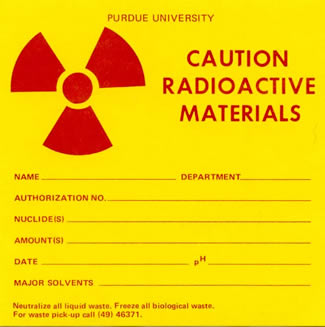 PURDUE UNIVERSITY
CAUTION
RADIOACTIVE
MATERIALS
NAME DEPARTMENT
AUTHORIZATION NO.
NUCLIDE(S)
AMOUNT(S)
DATE pH
MAJOR SOLVENTS
Neutralize all liquid waste. Freeze all biological waste.
For waste pick-up call (49) 46371.